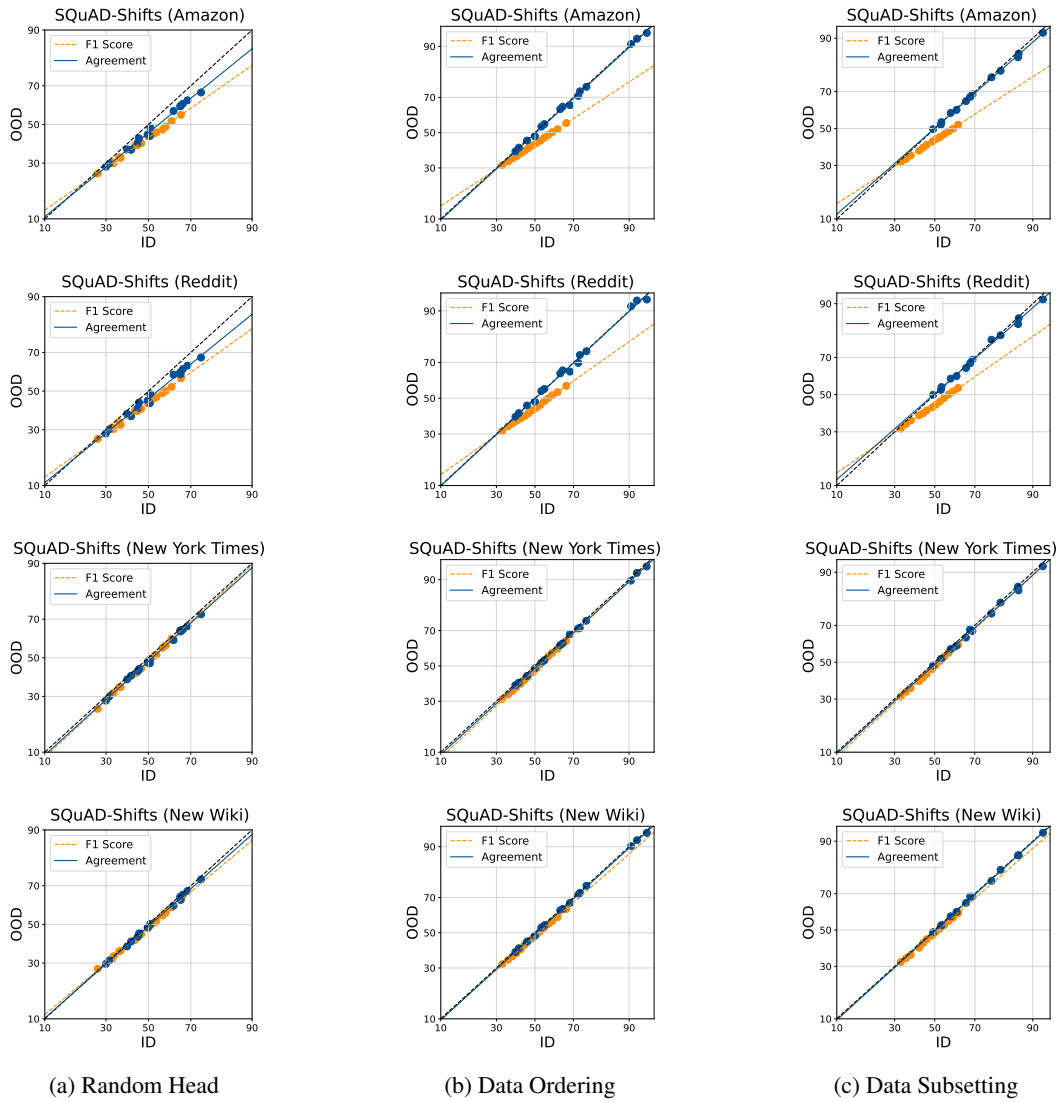 SQuAD-Shifts (Amazon)
F1 Score
Agreement
OOD
90
70
50
30
10
10
30
50
70
90
ID
SQuAD-Shifts (Amazon)
F1 Score
Agreement
OOD
90
70
50
30
10
10
30
50
70
90
ID
SQuAD-Shifts (Amazon)
F1 Score
Agreement
OOD
90
70
50
30
10
10
30
50
70
90
ID
SQuAD-Shifts (Reddit)
F1 Score
Agreement
OOD
90
70
50
30
10
10
30
50
70
90
ID
SQuAD-Shifts (Reddit)
F1 Score
Agreement
OOD
90
70
50
30
10
10
30
50
70
90
ID
SQuAD-Shifts (Reddit)
F1 Score
Agreement
OOD
90
70
50
30
10
10
30
50
70
90
ID
SQuAD-Shifts (New York Times)
F1 Score
Agreement
OOD
90
70
50
30
10
10
30
50
70
90
ID
SQuAD-Shifts (New York Times)
F1 Score
Agreement
OOD
90
70
50
30
10
10
30
50
70
90
ID
SQuAD-Shifts (New York Times)
F1 Score
Agreement
OOD
90
70
50
30
10
10
30
50
70
90
ID
SQuAD-Shifts (New Wiki)
F1 Score
Agreement
OOD
90
70
50
30
10
10
30
50
70
90
ID
SQuAD-Shifts (New Wiki)
F1 Score
Agreement
OOD
90
70
50
30
10
10
30
50
70
90
ID
SQuAD-Shifts (New Wiki)
F1 Score
Agreement
OOD
90
70
50
30
10
10
30
50
70
90
ID
(a) Random Head
(b) Data Ordering
(c) Data Subsetting